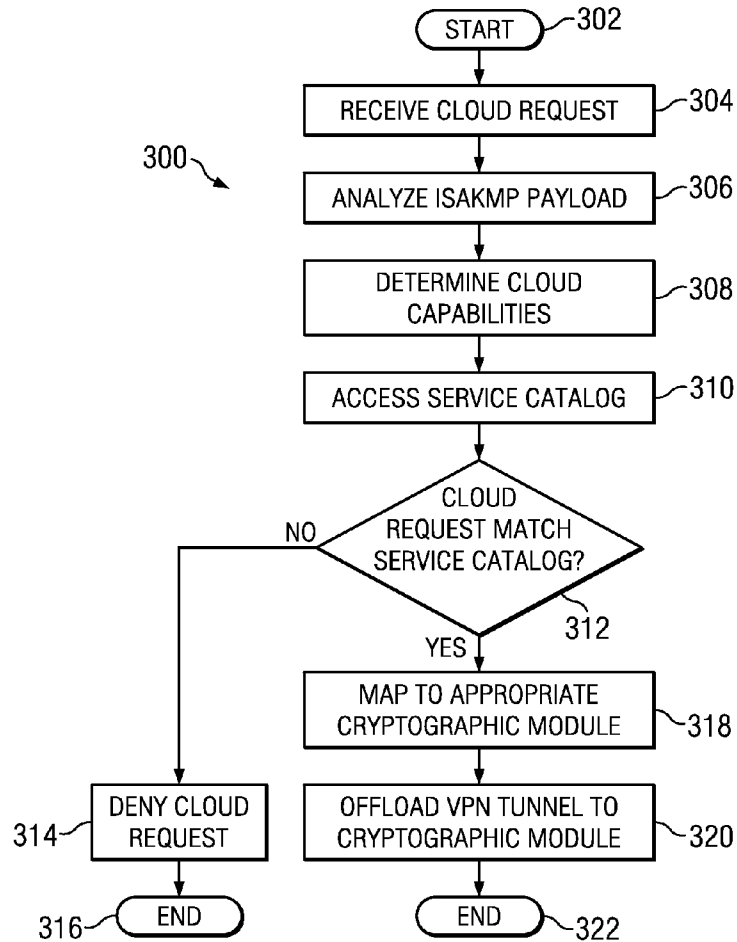 START
302
RECEIVE CLOUD REQUEST
304
300
ANALYZE ISAKMP PAYLOAD
306
DETERMINE CLOUD
CAPABILITIES
308
ACCESS SERVICE CATALOG
310
CLOUD
REQUEST MATCH
SERVICE CATALOG?
NO
312
YES
MAP TO APPROPRIATE
CRYPTOGRAPHIC MODULE
318
DENY CLOUD
REQUEST
314
OFFLOAD VPN TUNNEL TO
CRYPTOGRAPHIC MODULE
320
316
END
END
322